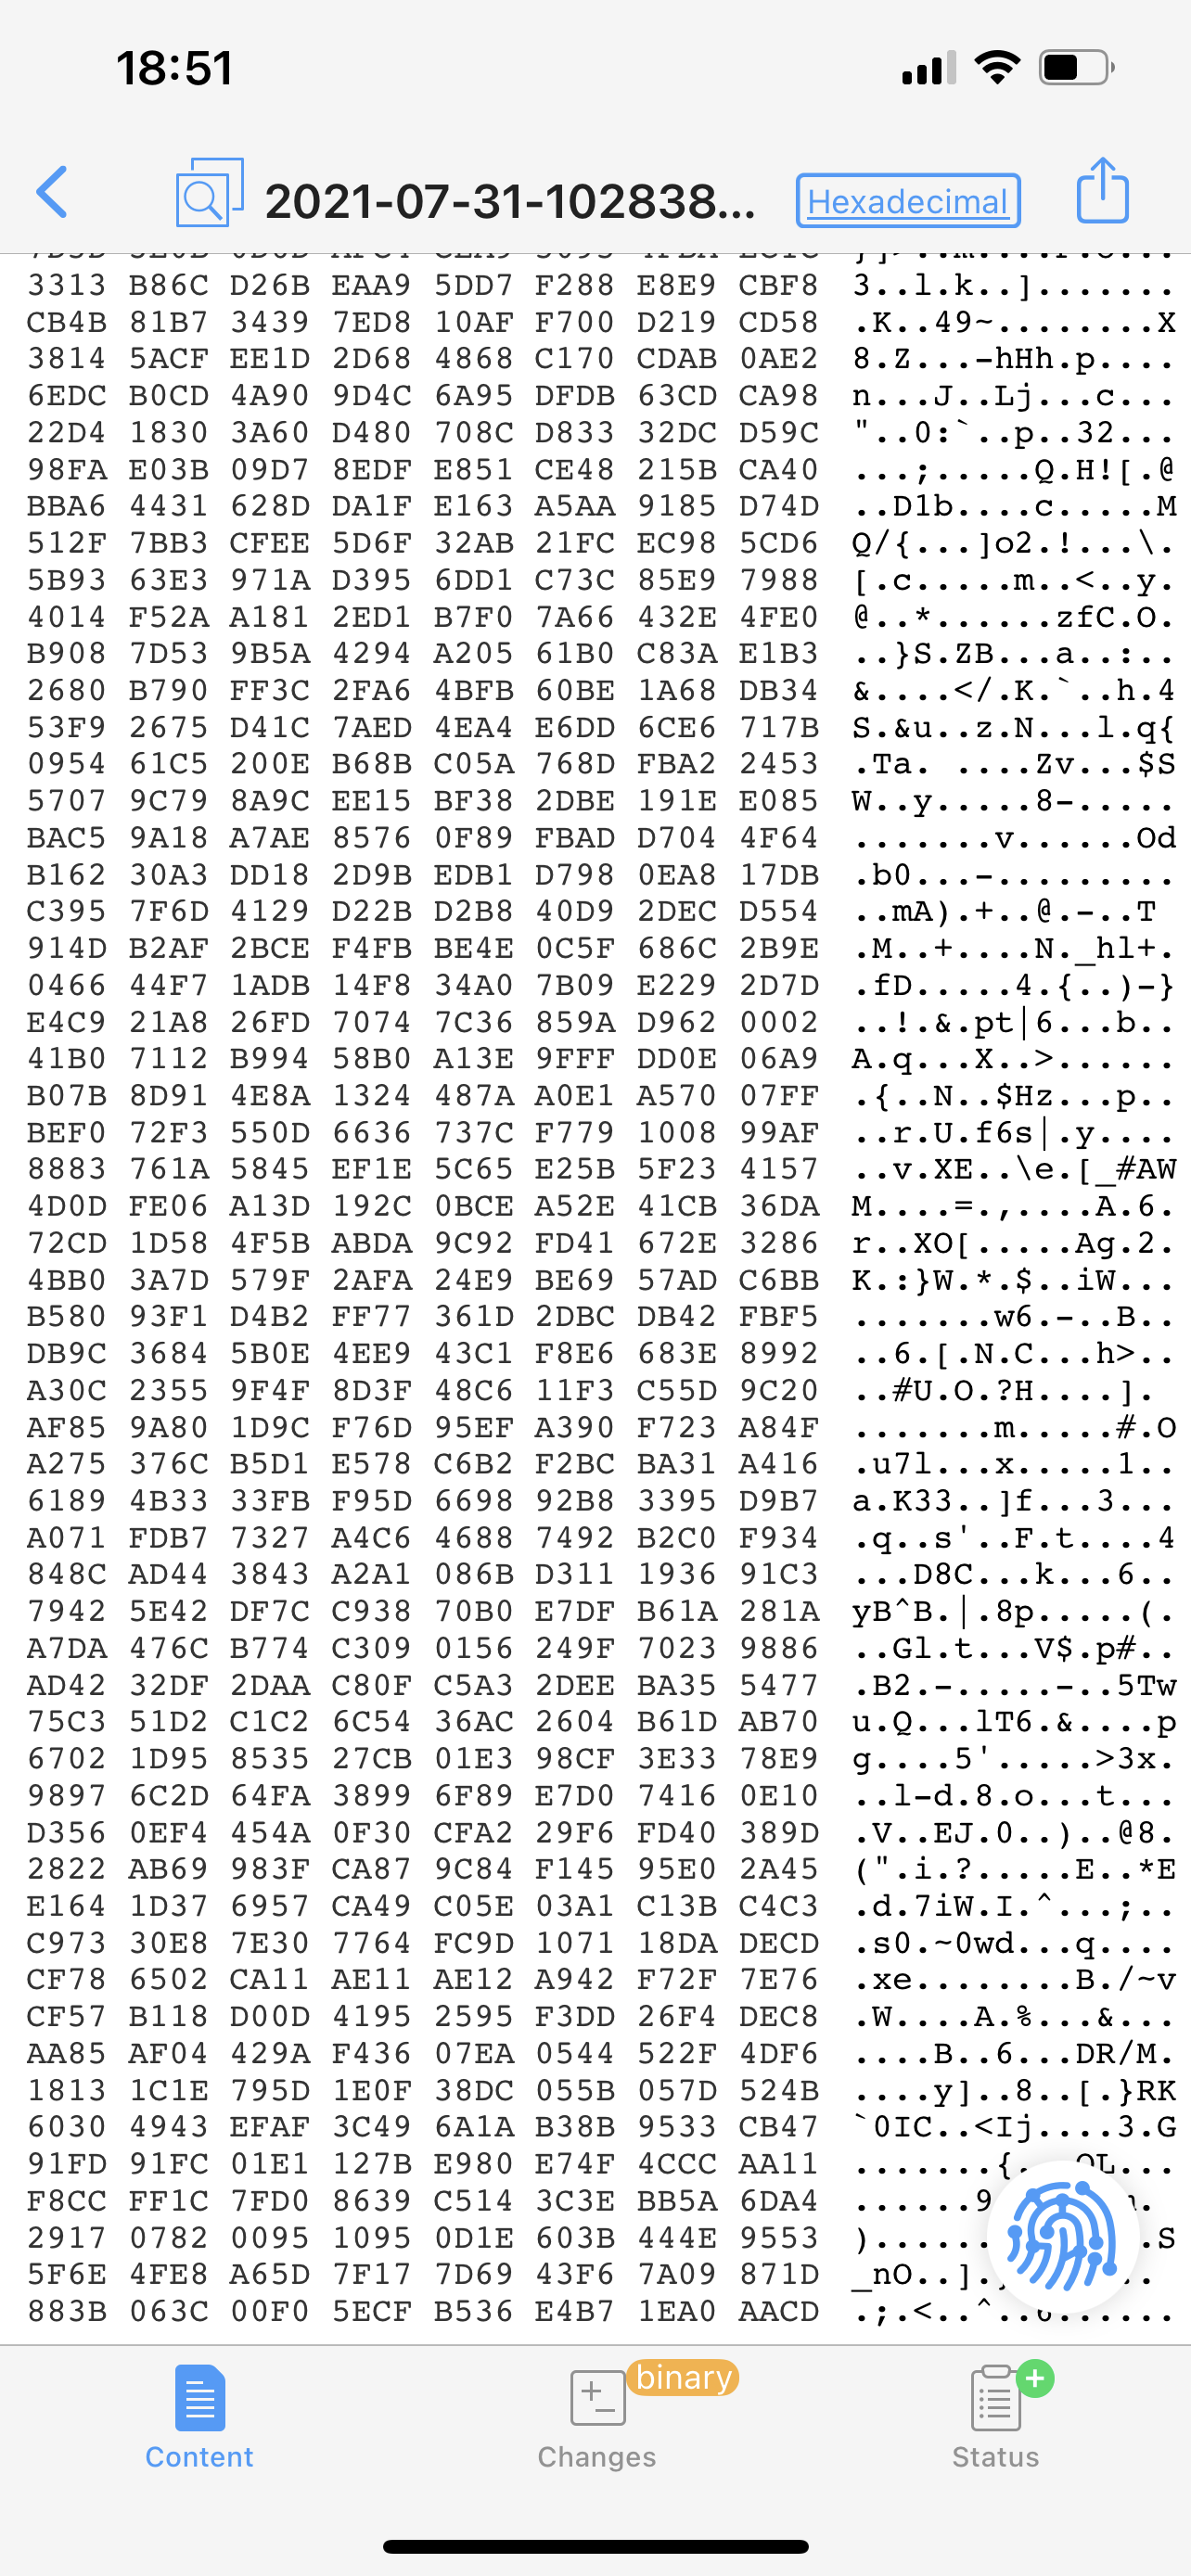 18:51
2021-07-31-102838... Hexadecimal
3313 B86C D26B EAA9 5DD7 F288 E8E9 CBF8 3..l.k..].......
CB4B 81B7 3439 7ED8 10AF F700 D219 CD58 .K..49~........X
3814 5ACF EE1D 2D68 4868 C170 CDAB 0AE2 8.Z...-hHh.p....
6EDC B0CD 4A90 9D4C 6A95 DFDB 63CD CA98 n...J..Lj...c...
22D4 1830 3A60 D480 708C D833 32DC D59C "..0:`..p..32...
98FA E03B 09D7 8EDF E851 CE48 215B CA40 ...;.....Q.H![.@
BBA6 4431 628D DA1F E163 A5AA 9185 D74D ..D1b....c.....M
512F 7BB3 CFEE 5D6F 32AB 21FC EC98 5CD6 Q/{...]o2.!...\.
5B93 63E3 971A D395 6DD1 C73C 85E9 7988 [.c.....m..<..y.
4014 F52A A181 2ED1 B7F0 7A66 432E 4FE0 @..*......zfC.O.
B908 7D53 9B5A 4294 A205 61B0 C83A E1B3 ..}S.ZB...a..:..
2680 B790 FF3C 2FA6 4BFB 60BE 1A68 DB34 &....</.K.`..h.4
53F9 2675 D41C 7AED 4EA4 E6DD 6CE6 717B S.&u..z.N...l.q{
0954 61C5 200E B68B C05A 768D FBA2 2453 .Ta. ....Zv...$S
5707 9C79 8A9C EE15 BF38 2DBE 191E E085 W..y.....8-.....
BAC5 9A18 A7AE 8576 0F89 FBAD D704 4F64 .......v......Od
B162 30A3 DD18 2D9B EDB1 D798 0EA8 17DB .b0...-.........
C395 7F6D 4129 D22B D2B8 40D9 2DEC D554 ..mA).+..@.-..T
914D B2AF 2BCE F4FB BE4E 0C5F 686C 2B9E .M..+....N._hl+.
0466 44F7 1ADB 14F8 34A0 7B09 E229 2D7D .fD.....4.{..)-}
E4C9 21A8 26FD 7074 7C36 859A D962 0002 ..!.&.pt|6...b..
41B0 7112 B994 58B0 A13E 9FFF DD0E 06A9 A.q...X..>......
B07B 8D91 4E8A 1324 487A A0E1 A570 07FF .{..N..$Hz...p..
BEF0 72F3 550D 6636 737C F779 1008 99AF ..r.U.f6s|.y....
8883 761A 5845 EF1E 5C65 E25B 5F23 4157 ..v.XE..\e.[_#AW
4D0D FE06 A13D 192C 0BCE A52E 41CB 36DA M....=.,....A.6.
72CD 1D58 4F5B ABDA 9C92 FD41 672E 3286 r..XO[.....Ag.2.
4BB0 3A7D 579F 2AFA 24E9 BE69 57AD C6BB K.:}W.*.$..iW...
B580 93F1 D4B2 FF77 361D 2DBC DB42 FBF5 .......w6.-..B..
DB9C 3684 5B0E 4EE9 43C1 F8E6 683E 8992 ..6.[.N.C...h>..
A30C 2355 9F4F 8D3F 48C6 11F3 C55D 9C20 ..#U.O.?H....].
AF85 9A80 1D9C F76D 95EF A390 F723 A84F .......m.....#.O
A275 376C B5D1 E578 C6B2 F2BC BA31 A416 .u7l...x.....1..
6189 4B33 33FB F95D 6698 92B8 3395 D9B7 a.K33..]f...3...
A071 FDB7 7327 A4C6 4688 7492 B2C0 F934 .q..s'..F.t....4
848C AD44 3843 A2A1 086B D311 1936 91C3 ...D8C...k...6..
7942 5E42 DF7C C938 70B0 E7DF B61A 281A yB^B.|.8p.....(.
A7DA 476C B774 C309 0156 249F 7023 9886 ..Gl.t...V$.p#..
AD42 32DF 2DAA C80F C5A3 2DEE BA35 5477 .B2.-.....-..5Tw
75C3 51D2 C1C2 6C54 36AC 2604 B61D AB70 u.Q...lT6.&....p
6702 1D95 8535 27CB 01E3 98CF 3E33 78E9 g....5'.....>3x.
9897 6C2D 64FA 3899 6F89 E7D0 7416 0E10 ..l-d.8.o...t...
D356 0EF4 454A 0F30 CFA2 29F6 FD40 389D .V..EJ.0..)..@8.
2822 AB69 983F CA87 9C84 F145 95E0 2A45 (".i.?.....E..*E
E164 1D37 6957 CA49 C05E 03A1 C13B C4C3 .d.7iW.I.^...;..
C973 30E8 7E30 7764 FC9D 1071 18DA DECD .s0.~0wd...q....
CF78 6502 CA11 AE11 AE12 A942 F72F 7E76 .xe........B./~v
CF57 B118 D00D 4195 2595 F3DD 26F4 DEC8 .W....A.%...&...
AA85 AF04 429A F436 07EA 0544 522F 4DF6 ....B..6...DR/M.
1813 1C1E 795D 1E0F 38DC 055B 057D 524B ....y]..8..[.}RK
6030 4943 EFAF 3C49 6A1A B38B 9533 CB47 `0IC..<Ij....3.G
91FD 91FC 01E1 127B E980 E74F 4CCC AA11 .......{. OL...
F8CC FF1C 7FD0 8639 C514 3C3E BB5A 6DA4 ......9
2917 0782 0095 1095 0D1E 603B 444E 9553 )...... .S
5F6E 4FE8 A65D 7F17 7D69 43F6 7A09 871D _nO..].
883B 063C 00F0 5ECF B536 E4B7 1EA0 AACD .;.<..^..6......
binary
Content Changes Status